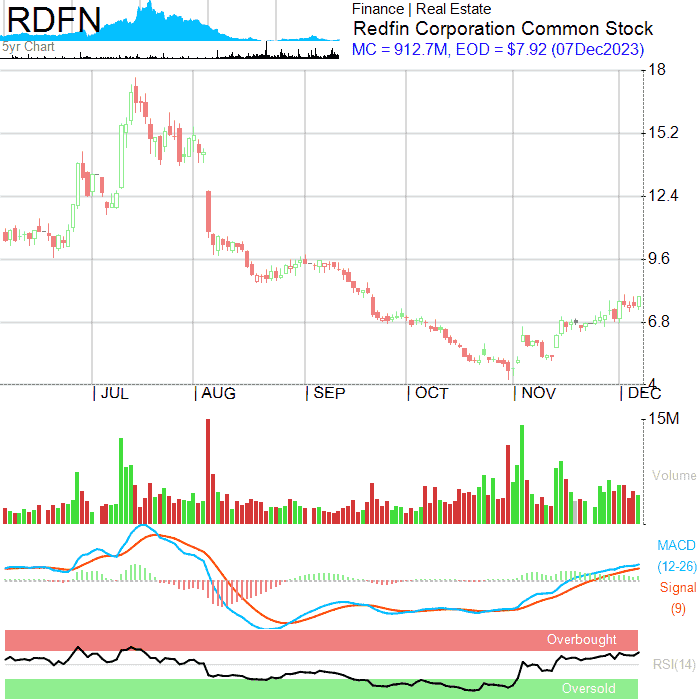 RDFN
5yr Chart
Finance | Real Estate
Redfin Corporation Common Stock
MC = 912.7M, EOD = $7.92 (07Dec2023)
18
15.2
12.4
9.6
6.8
4
JUL AUG SEP OCT NOV DEC
15M
Volume
MACD
(12-26)
Signal
(9)
Overbought
RSI(14)
Oversold